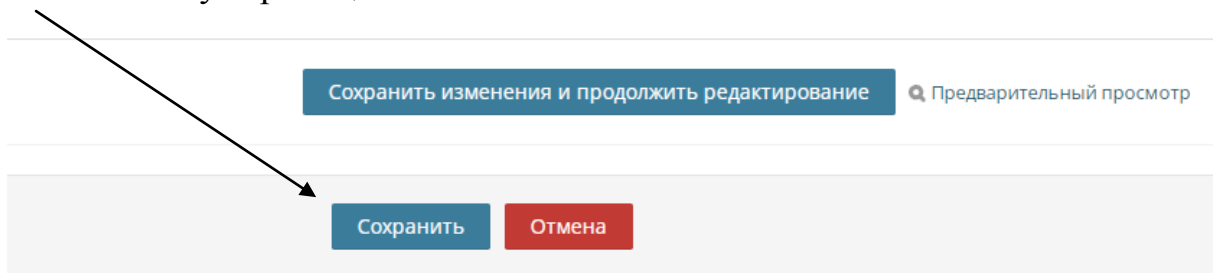 Сохранить изменения и продолжить редактирование Предварительный просмотр
Сохранить Отмена